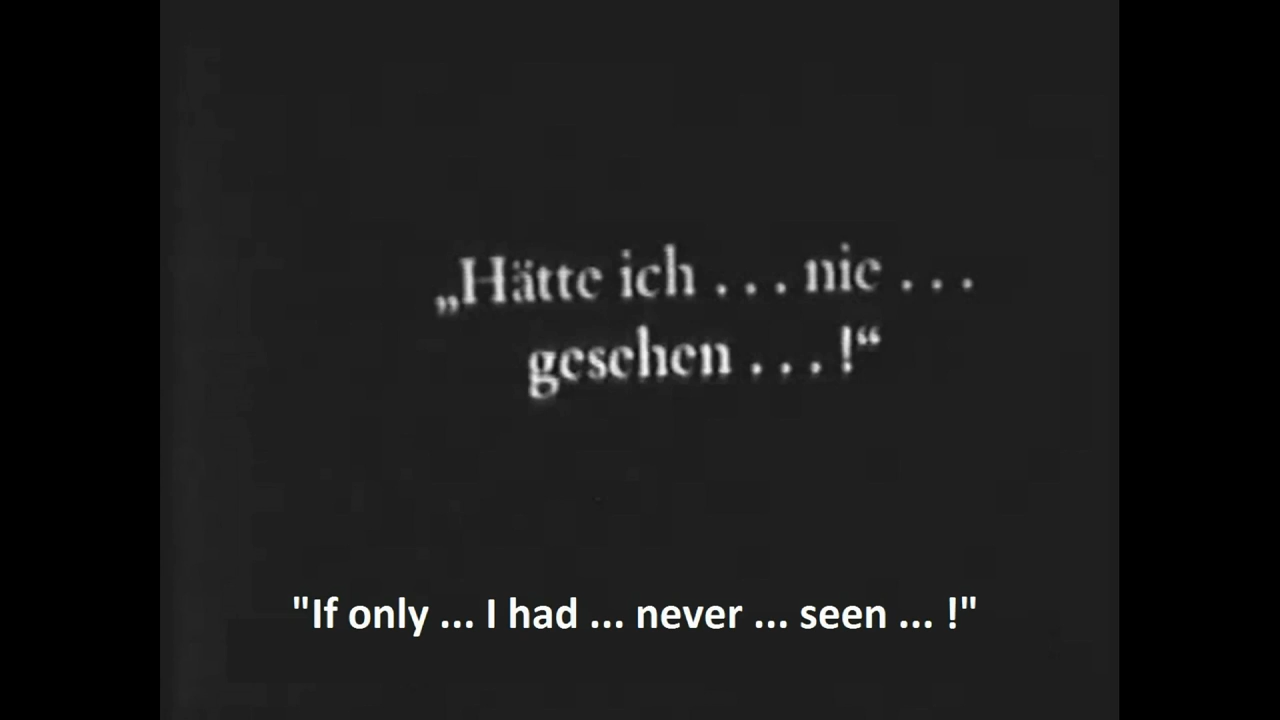 „Hätte ich . . . nie . . .
gesehen . . . !“
"If only ... I had ... never ... seen ... !"